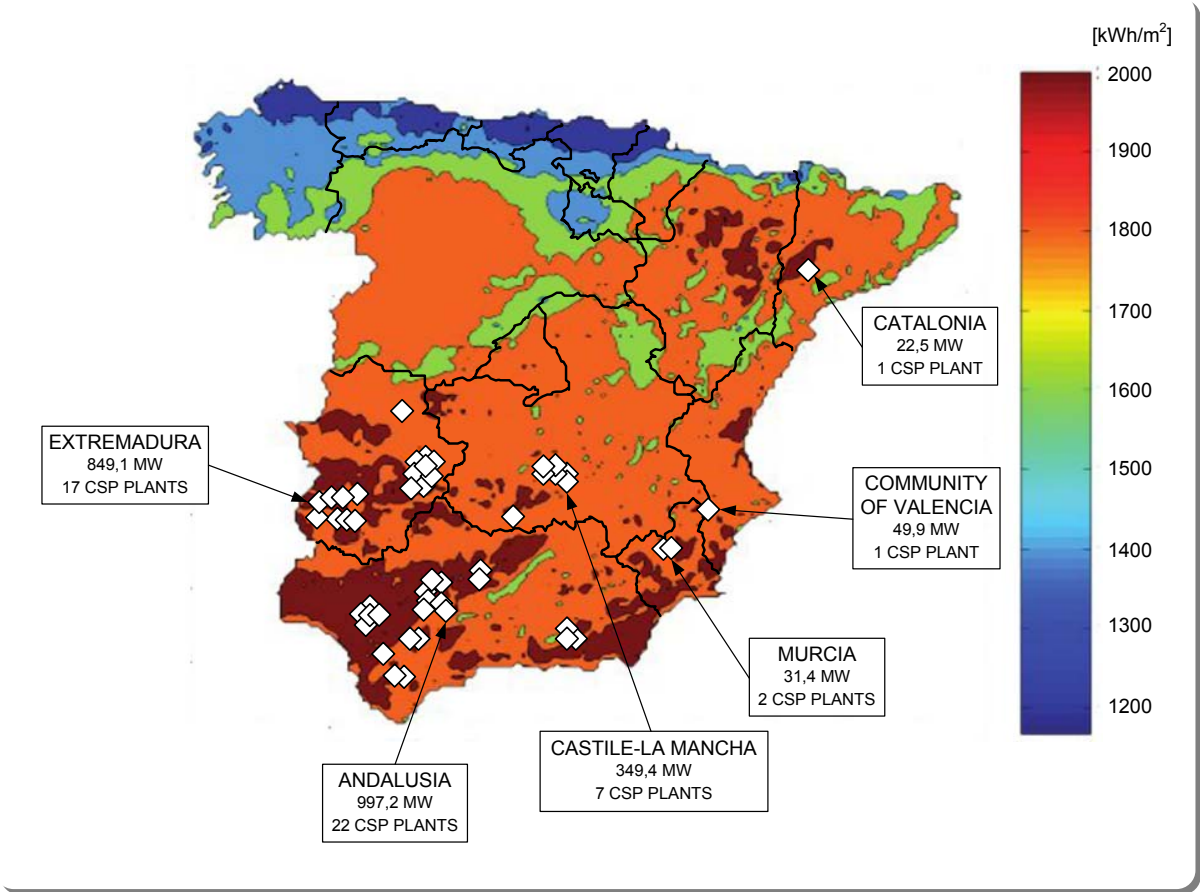 [kWh/m²]
2000
1900
1800
1700
1600
1500
1400
1300
1200
CATALONIA
22,5 MW
1 CSP PLANT
EXTREMADURA
849,1 MW
17 CSP PLANTS
COMMUNITY
OF VALENCIA
49,9 MW
1 CSP PLANT
MURCIA
31,4 MW
2 CSP PLANTS
CASTILE-LA MANCHA
349,4 MW
7 CSP PLANTS
ANDALUSIA
997,2 MW
22 CSP PLANTS